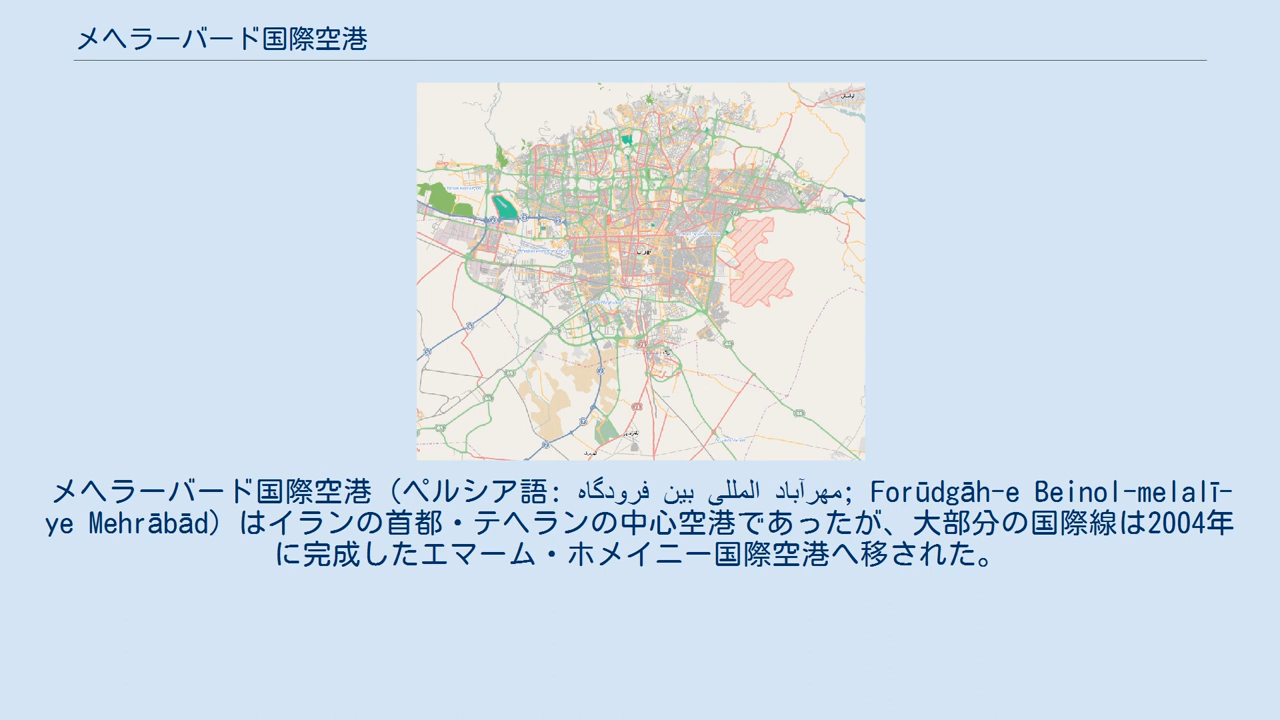 メヘラーバード国際空港
تهران
メヘラーバード国際空港 (ペルシア語: مهرآباد المللی بین فرودگاه; Forūdgāh-e Beinol-melalī-
ye Mehrābād) はイランの首都・テヘランの中心空港であったが、大部分の国際線は2004年
に完成したエマーム・ホメイニー国際空港へ移された。